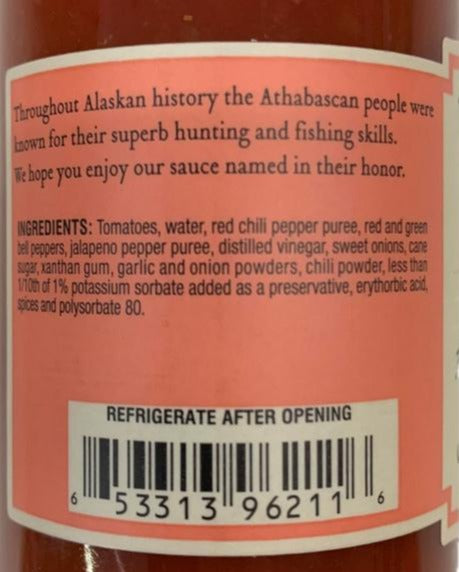 Throughout Alaskan history the Athabascan people were
known for their superb hunting and fishing skills.
We hope you enjoy our sauce named in their honor.
INGREDIENTS: Tomatoes, water, red chili pepper puree, red and green
bell peppers, jalapeno pepper puree, distilled vinegar, sweet onions, cane
sugar, xanthan gum, garlic and onion powders, chili powder, less than
1/10th of 1% potassium sorbate added as a preservative, erythorbic acid,
spices and polysorbate 80.
REFRIGERATE AFTER OPENING
6 53313 96211 6